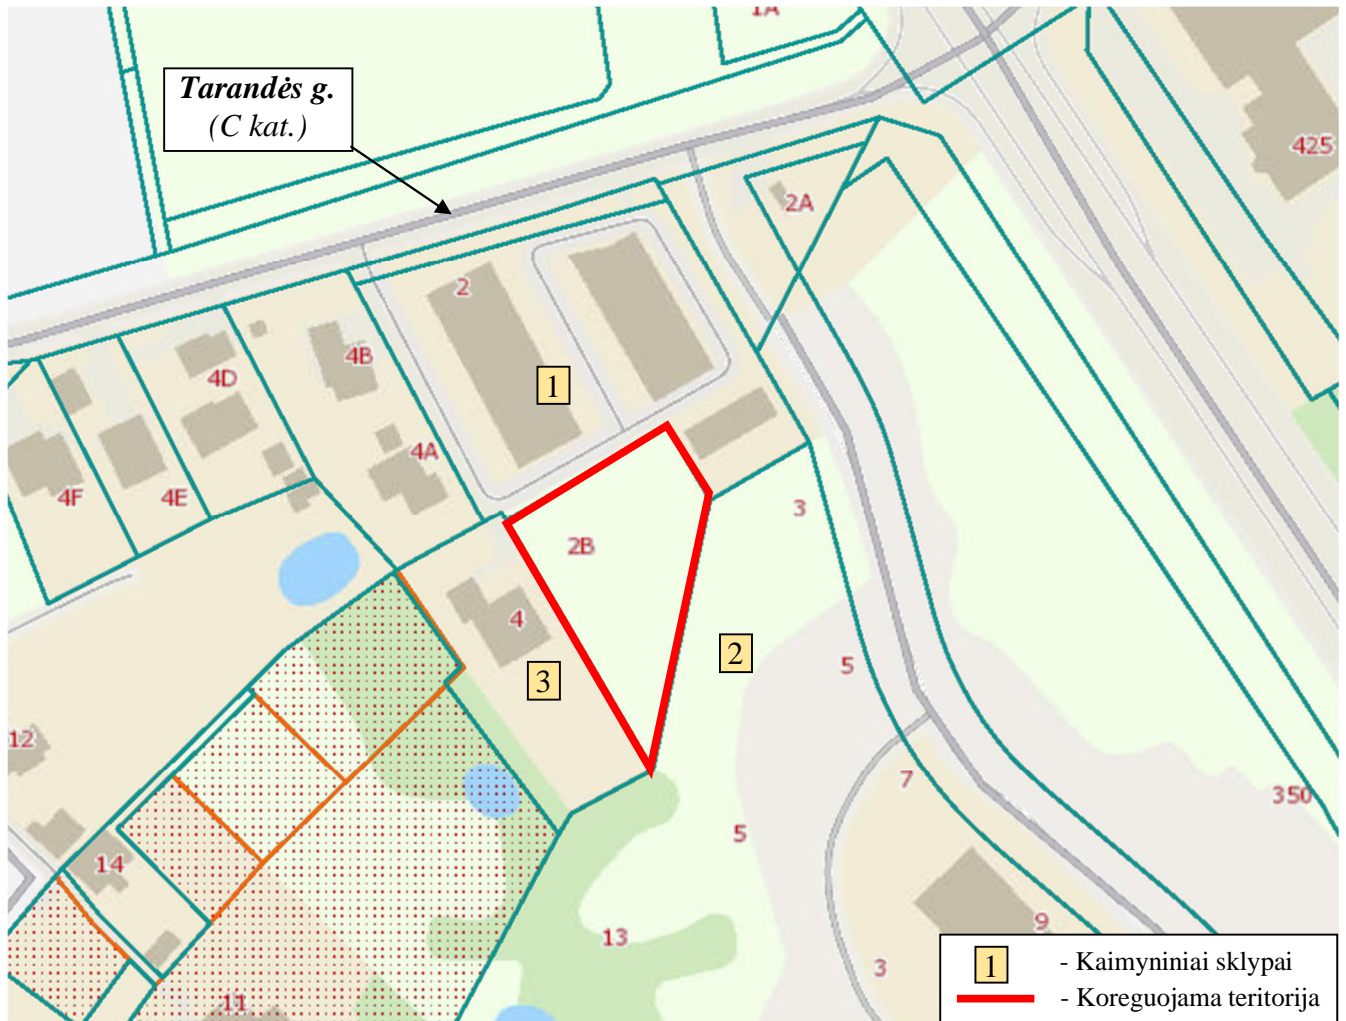 1A
Tarandės g.
(C kat.)
425
2A
2
4B
4D
1
4A
4F
4E
3
2B
4
2
3
5
12
7
350
5
14
13
9
3
11
1 - Kaimyniniai sklypai
- Koreguojama teritorija